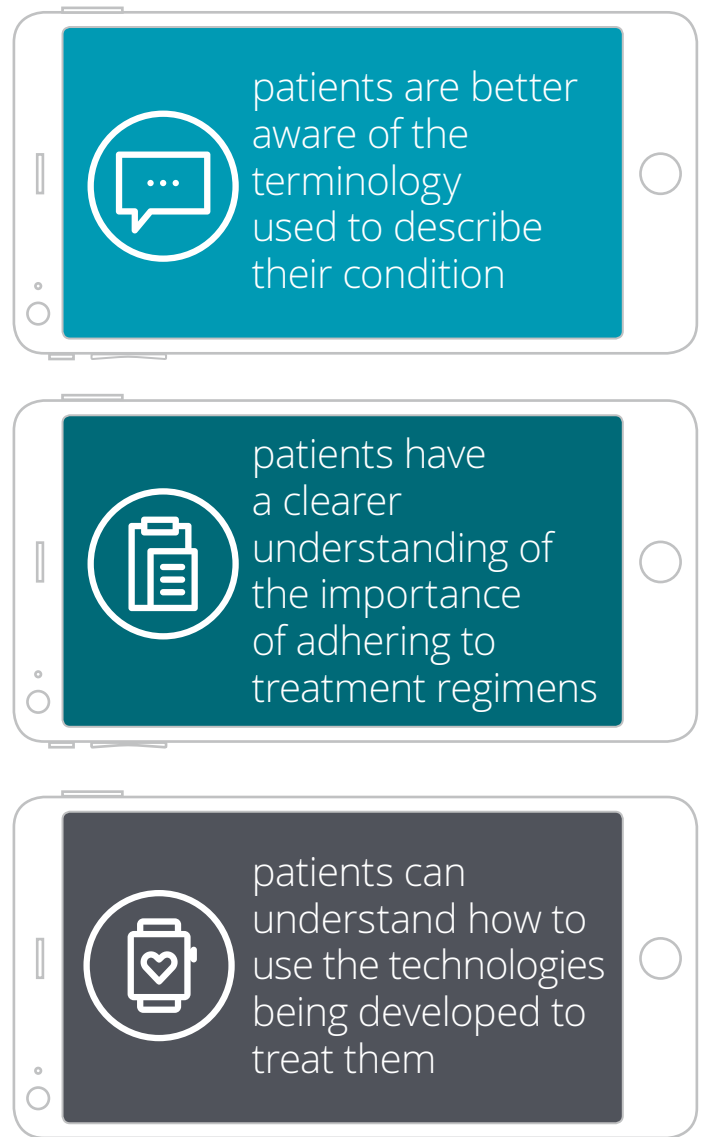 patients are better
aware of the
terminology
used to describe
their condition
patients have
a clearer
understanding of
the importance
of adhering to
treatment regimens
patients can
understand how to
use the technologies
being developed to
treat them